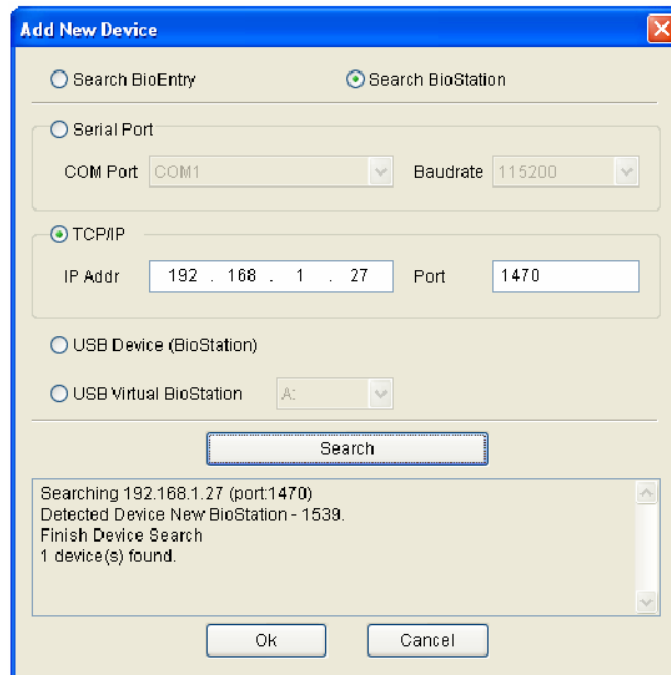 Add New Device
Search BioEntry Search BioStation
Serial Port
COM Port COM1 Baudrate 115200
TCP/IP
IP Addr 192 . 168 . 1 . 27 Port 1470
USB Device (BioStation)
USB Virtual BioStation A:
Search
Searching 192.168.1.27 (port:1470)
Detected Device New BioStation - 1539.
Finish Device Search
1 device(s) found.
Ok Cancel